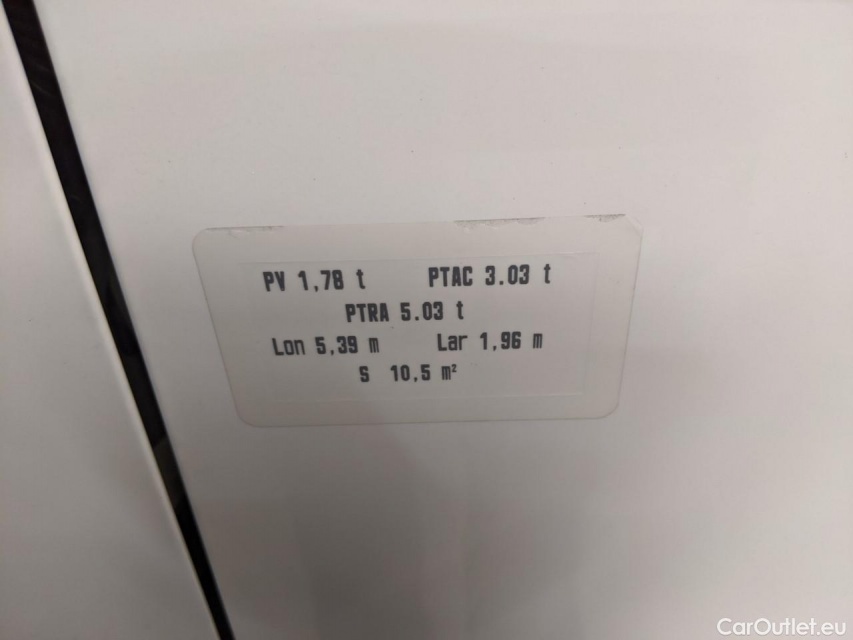 PV 1,78 t PTAC 3.03 t
PTRA 5.03 t
Lon 5,39 m Lar 1,96 m
S 10,5 m²
CarOutlet.eu